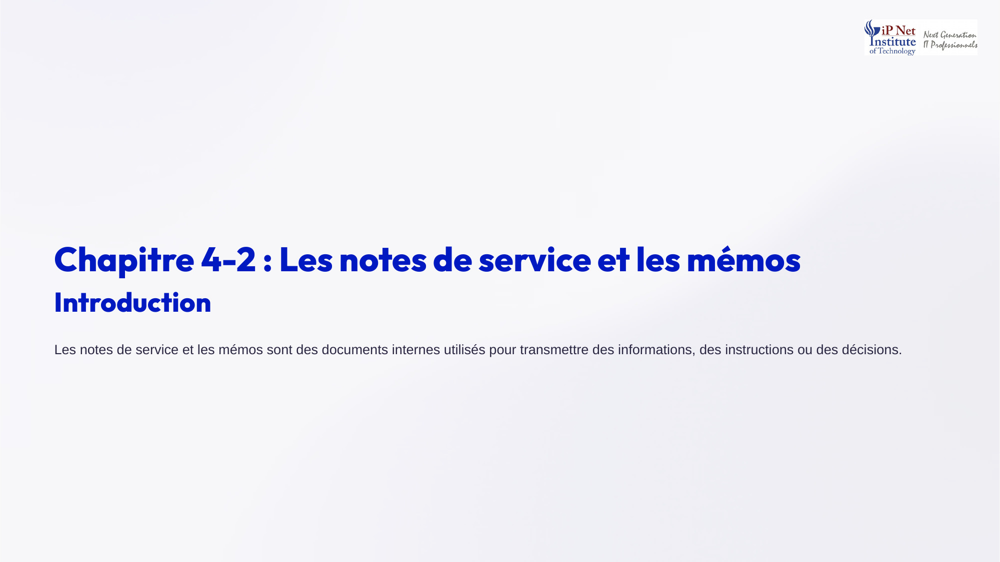 iP Net
Institute
of Technology
Next Generation
IT Professionnels
Chapitre 4-2 : Les notes de service et les mémos
Introduction
Les notes de service et les mémos sont des documents internes utilisés pour transmettre des informations, des instructions ou des décisions.